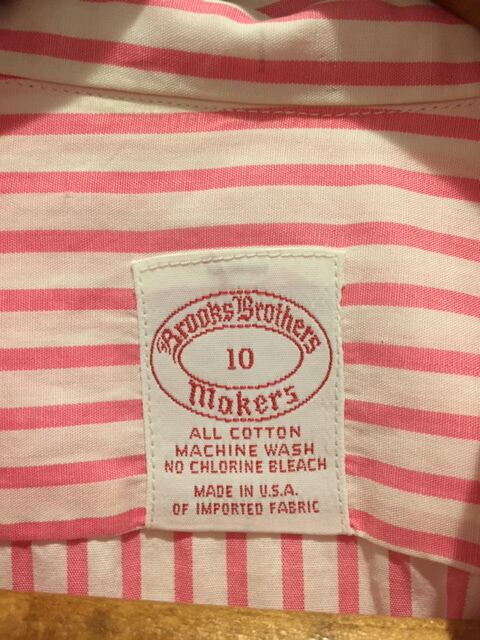 Brooks Brothers
10
Makers
ALL COTTON
MACHINE WASH
NO CHLORINE BLEACH
MADE IN U.S.A.
OF IMPORTED FABRIC